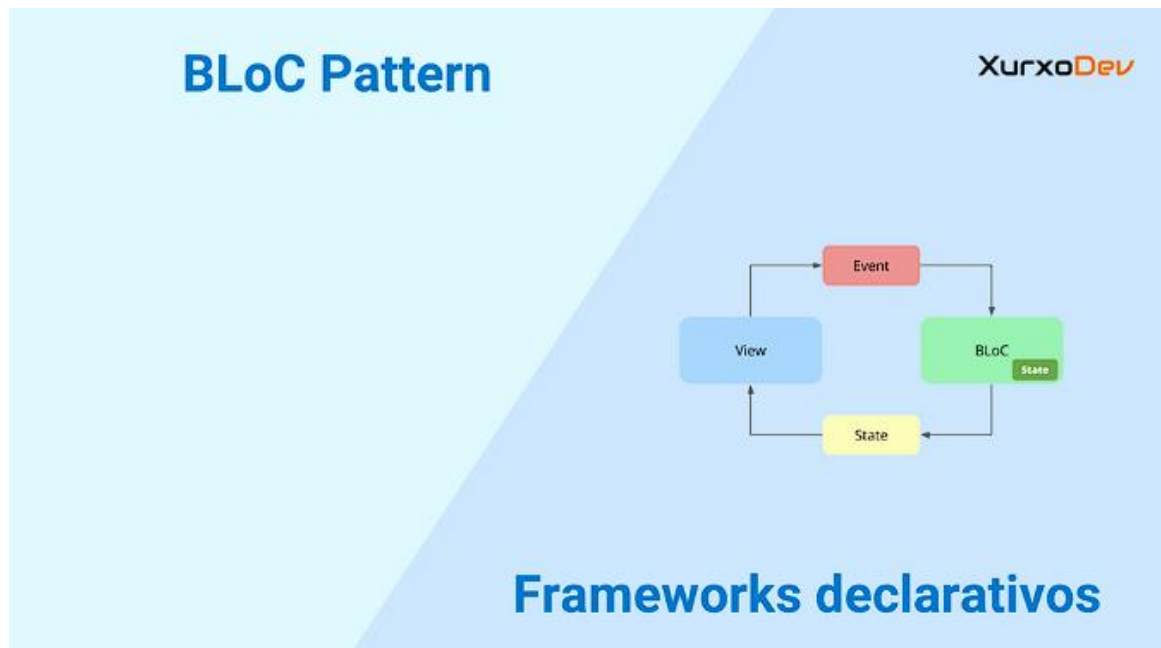 BLoC Pattern
XurxoDev
Event
View
BLoC
State
State
Frameworks declarativos